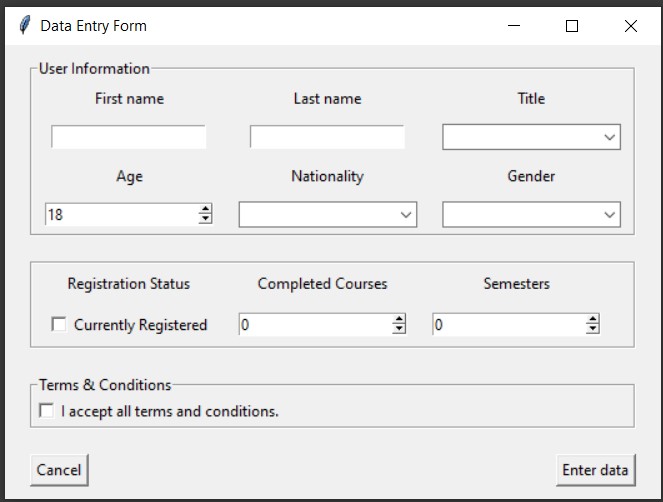 Data Entry Form
User Information
First name Last name Title
Age Nationality Gender
18
Registration Status Completed Courses Semesters
Currently Registered 0 0
Terms & Conditions
I accept all terms and conditions.
Cancel Enter data